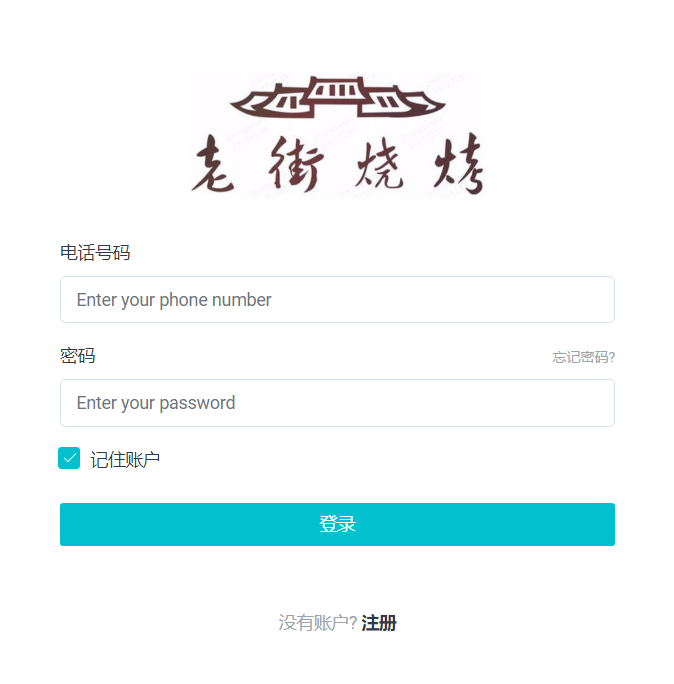 老街烧烤
电话号码
Enter your phone number
密码
忘记密码?
Enter your password
记住账户
登录
没有账户? 注册